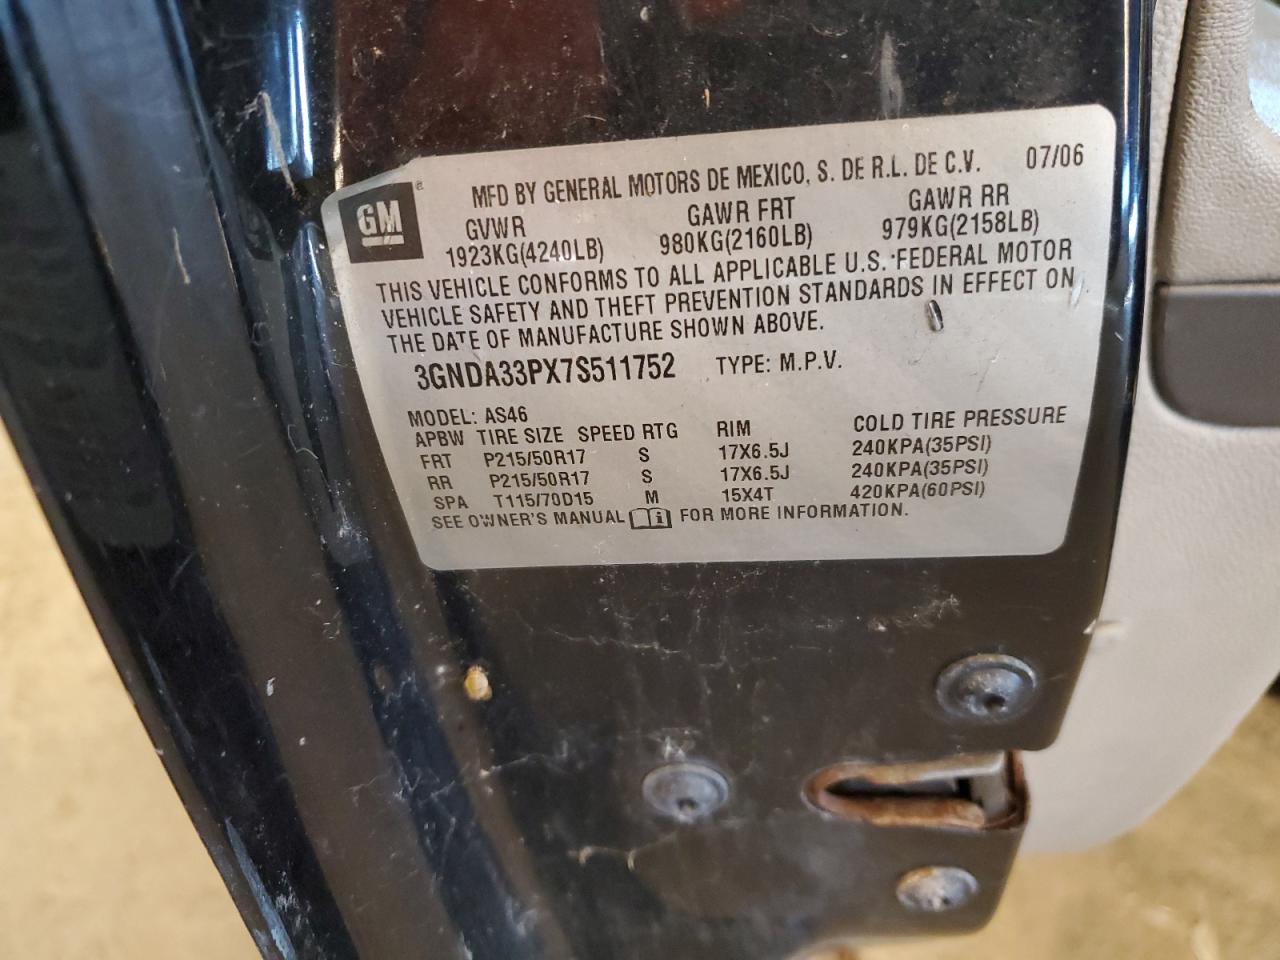 MFD BY GENERAL MOTORS DE MEXICO, S. DE R.L. DE C.V. 07/06
GM ®
GVWR GAWR FRT GAWR RR
1923KG(4240LB) 980KG(2160LB) 979KG(2158LB)
THIS VEHICLE CONFORMS TO ALL APPLICABLE U.S. FEDERAL MOTOR
VEHICLE SAFETY AND THEFT PREVENTION STANDARDS IN EFFECT ON
THE DATE OF MANUFACTURE SHOWN ABOVE.
3GNDA33PX7S511752 TYPE: M.P.V.
MODEL: AS46
APBW TIRE SIZE SPEED RTG RIM COLD TIRE PRESSURE
FRT P215/50R17 S 17X6.5J 240KPA(35PSI)
RR P215/50R17 S 17X6.5J 240KPA(35PSI)
SPA T115/70D15 M 15X4T 420KPA(60PSI)
SEE OWNER'S MANUAL i FOR MORE INFORMATION.